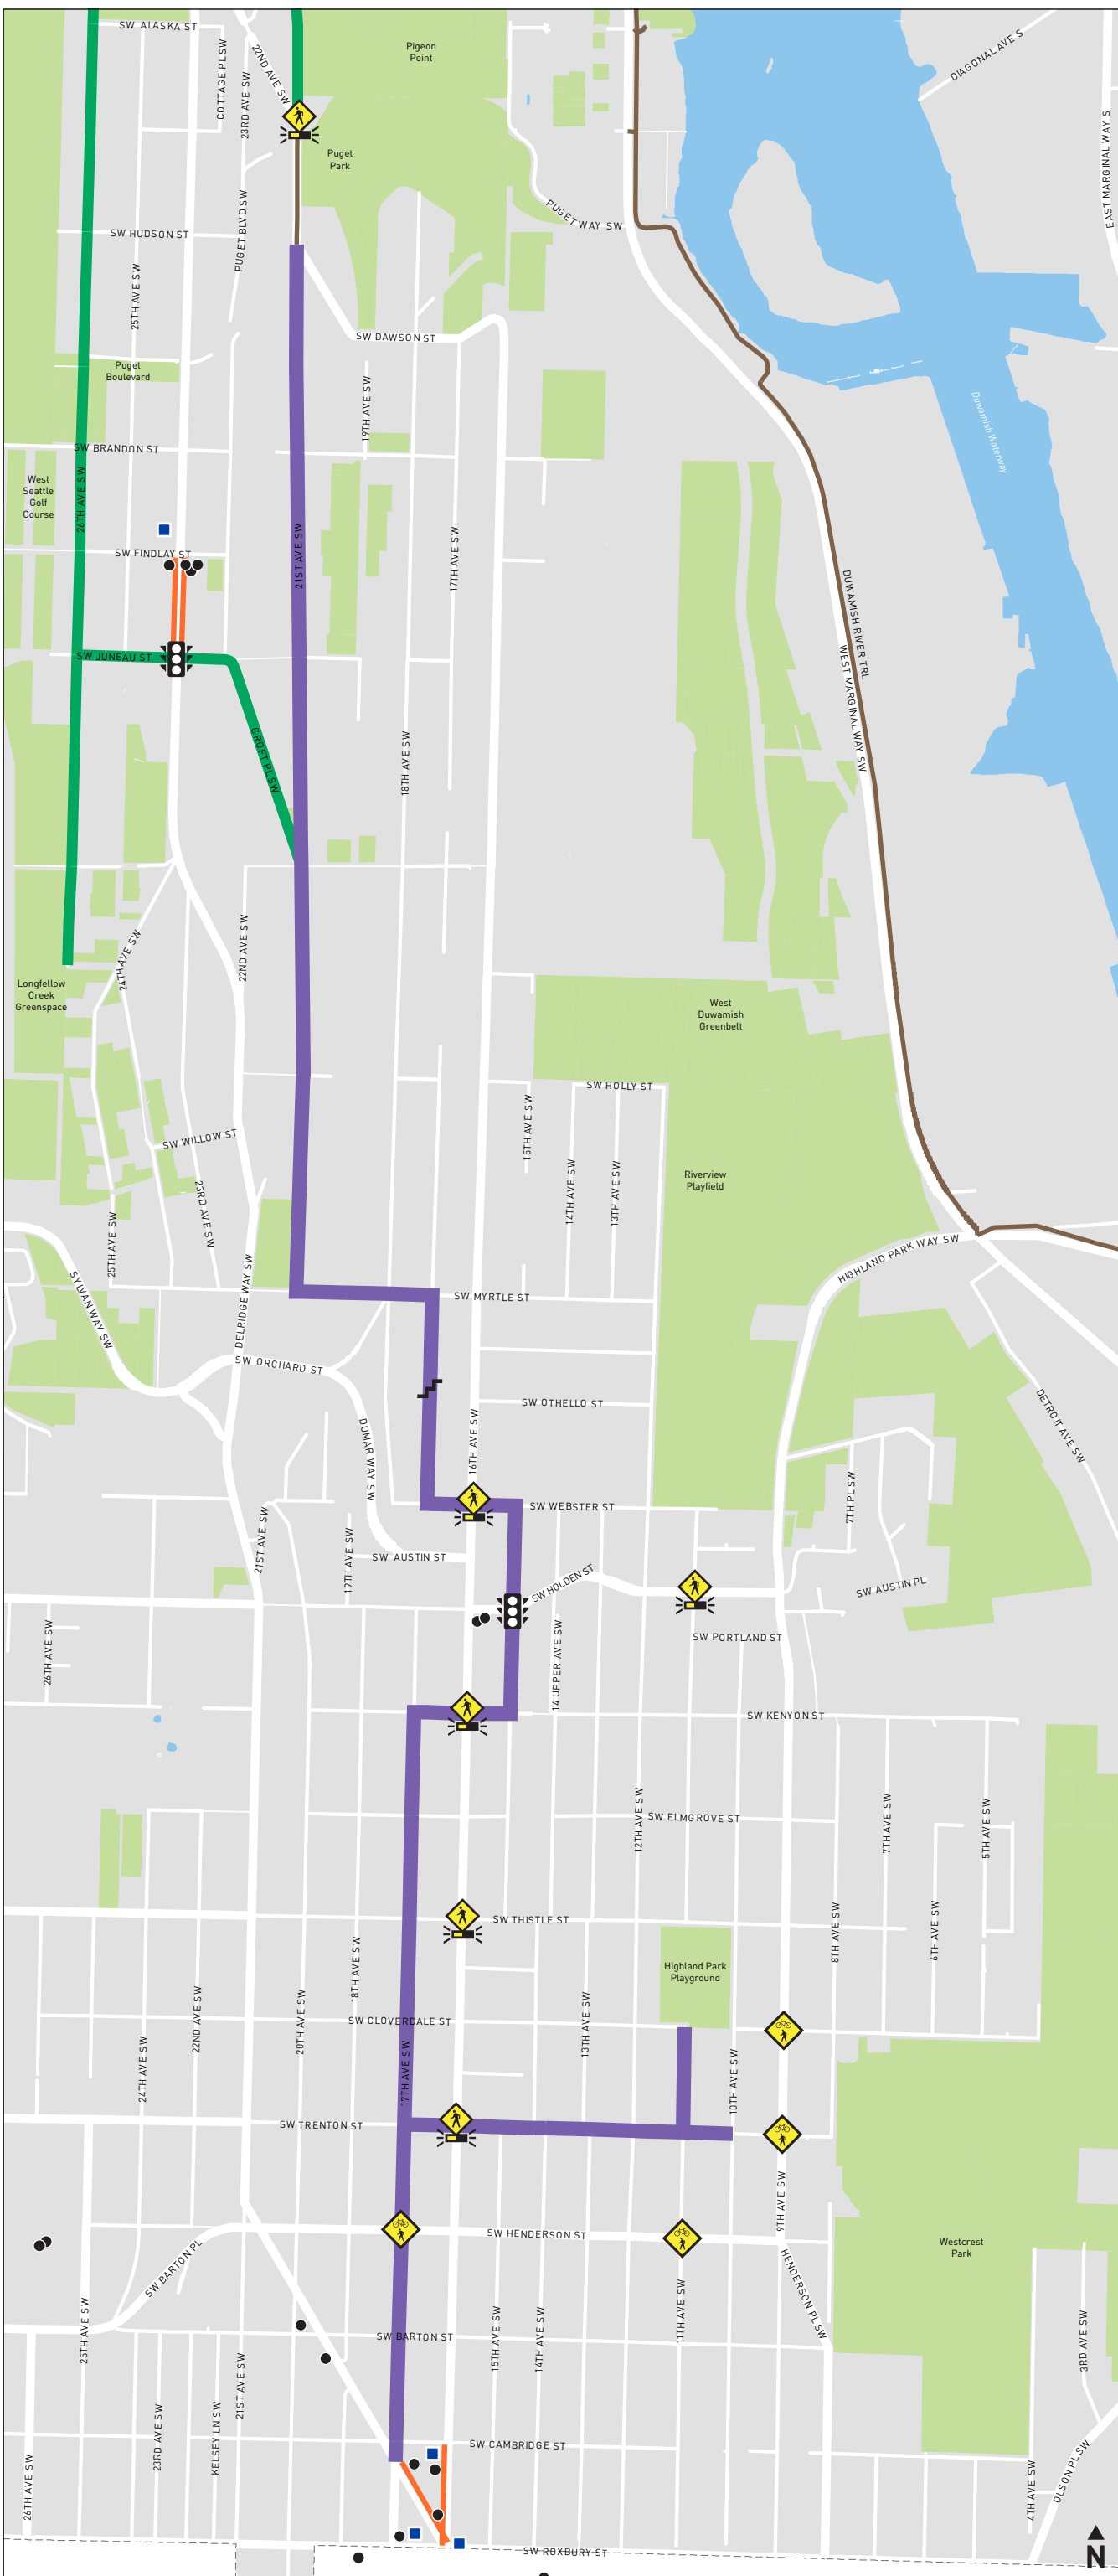 SW ALASKA ST
COTTAGE PL SW
22ND AVE SW
23RD AVE SW
Pigeon
Point
DIAGONAL AVE S
EAST MARGINAL WAY S
Puget
Park
PUGET WAY SW
PUGET BLVD SW
SW HUDSON ST
25TH AVE SW
SW DAWSON ST
Puget
Boulevard
19TH AVE SW
Duwamish Waterway
SW BRANDON ST
West
Seattle
Golf
Course
26TH AVE SW
SW FINDLAY ST
21ST AVE SW
17TH AVE SW
DUWAMISH RIVER TRL
WEST MARGINAL WAY SW
SW JUNEAU ST
CROFT PL SW
18TH AVE SW
24TH AVE SW
22ND AVE SW
Longfellow
Creek
Greenspace
West
Duwamish
Greenbelt
SW HOLLY ST
15TH AVE SW
SW WILLOW ST
14TH AVE SW
13TH AVE SW
Riverview
Playfield
23RD AVE SW
25TH AVE SW
HIGHLAND PARK WAY SW
SYLVAN WAY SW
DELRIDGE WAY SW
SW MYRTLE ST
SW ORCHARD ST
SW OTHELLO ST
DETROIT AVE SW
DUMAR WAY SW
16TH AVE SW
7TH PL SW
SW WEBSTER ST
21ST AVE SW
19TH AVE SW
SW AUSTIN ST
SW HOLDEN ST
SW AUSTIN PL
26TH AVE SW
14 UPPER AVE SW
SW PORTLAND ST
SW KENYON ST
12TH AVE SW
SW ELMGROVE ST
7TH AVE SW
5TH AVE SW
SW THISTLE ST
8TH AVE SW
6TH AVE SW
18TH AVE SW
Highland Park
Playground
22ND AVE SW
20TH AVE SW
SW CLOVERDALE ST
13TH AVE SW
24TH AVE SW
17TH AVE SW
10TH AVE SW
SW TRENTON ST
9TH AVE SW
SW HENDERSON ST
SW BARTON PL
HENDERSON PL SW
Westcrest
Park
25TH AVE SW
SW BARTON ST
15TH AVE SW
14TH AVE SW
11TH AVE SW
3RD AVE SW
21ST AVE SW
23RD AVE SW
KELSEY LN SW
SW CAMBRIDGE ST
26TH AVE SW
4TH AVE SW
OLSON PL SW
SW ROXBURY ST
N